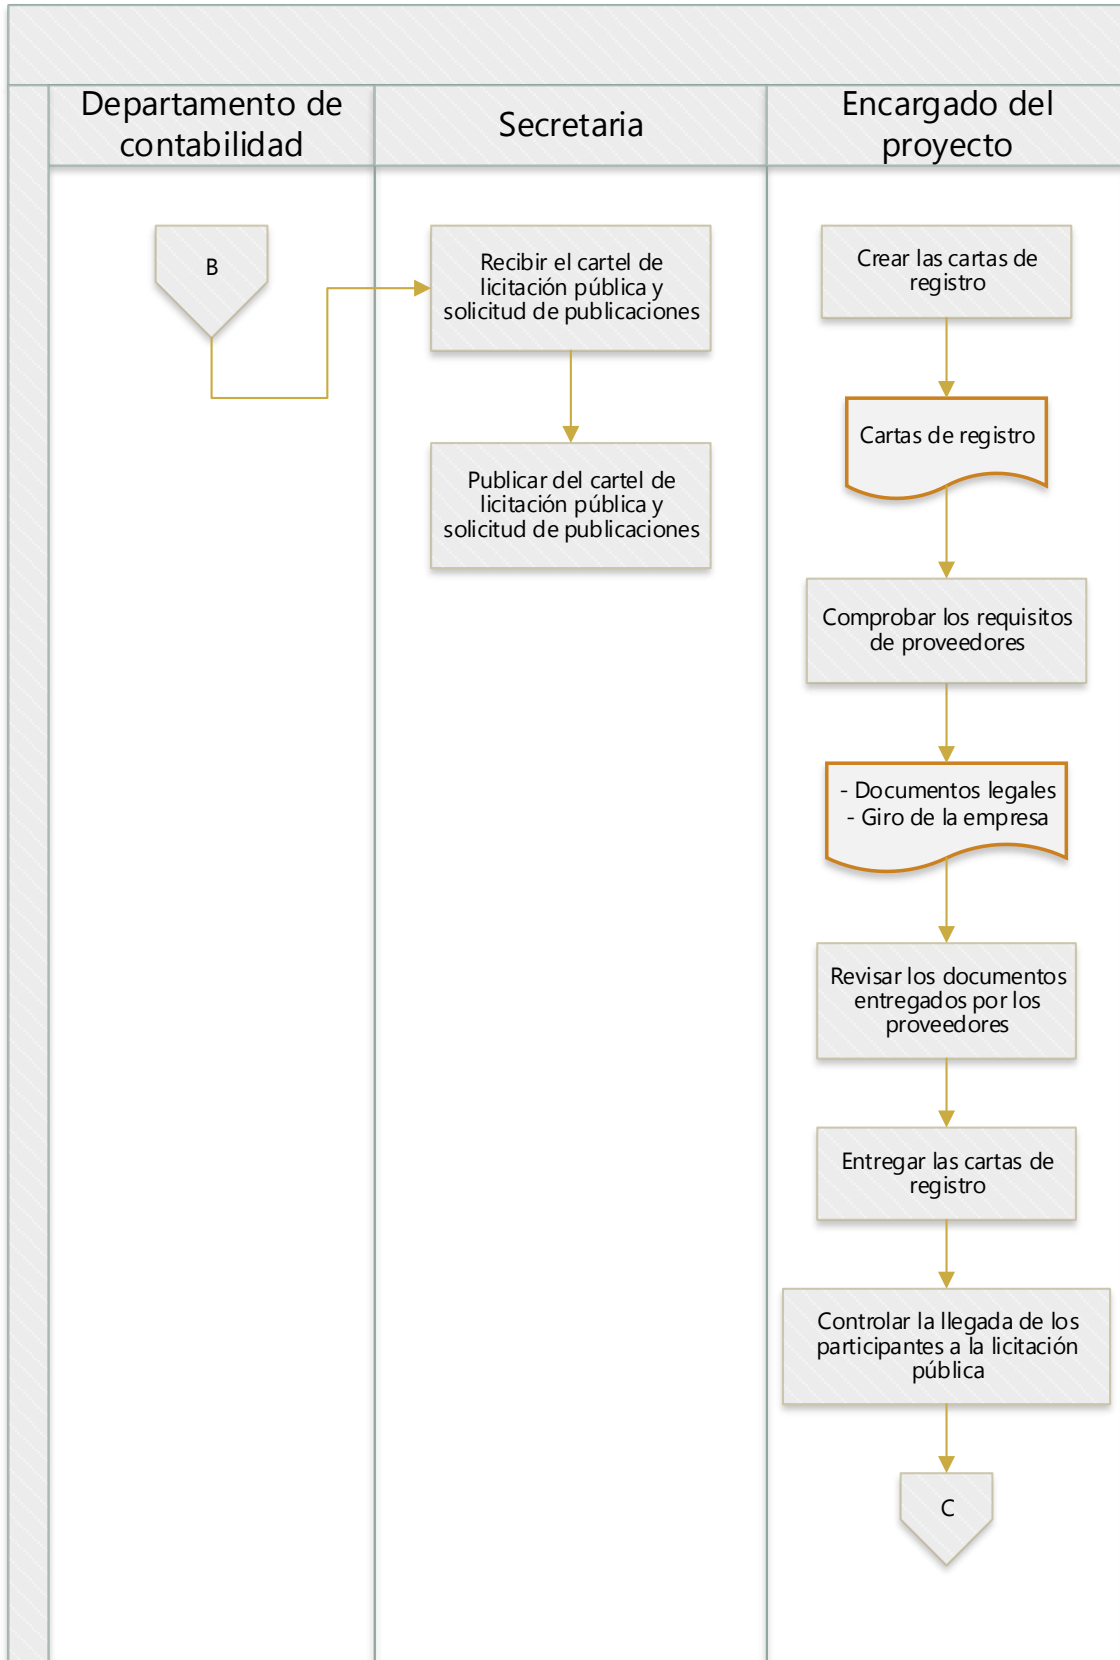 Departamento de
contabilidad
Secretaria
Encargado del
proyecto
B
Recibir el cartel de
licitación pública y
solicitud de publicaciones
Publicar del cartel de
licitación pública y
solicitud de publicaciones
Crear las cartas de
registro
Cartas de registro
Comprobar los requisitos
de proveedores
- Documentos legales
- Giro de la empresa
Revisar los documentos
entregados por los
proveedores
Entregar las cartas de
registro
Controlar la llegada de los
participantes a la licitación
pública
C